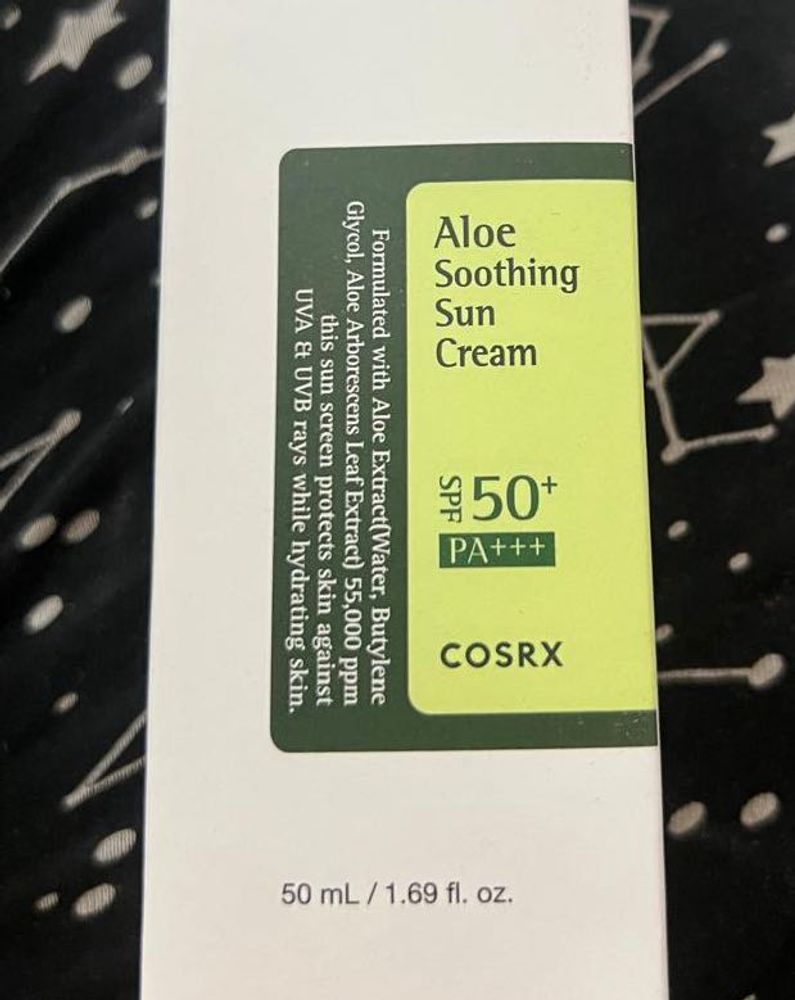 Aloe
Soothing
Sun
Cream
SPF 50+
PA+++
COSRX
Formulated with Aloe Extract(Water, Butylene
Glycol, Aloe Arborescens Leaf Extract) 55,000 ppm
this sun screen protects skin against
UVA & UVB rays while hydrating skin.
50 mL / 1.69 fl. oz.